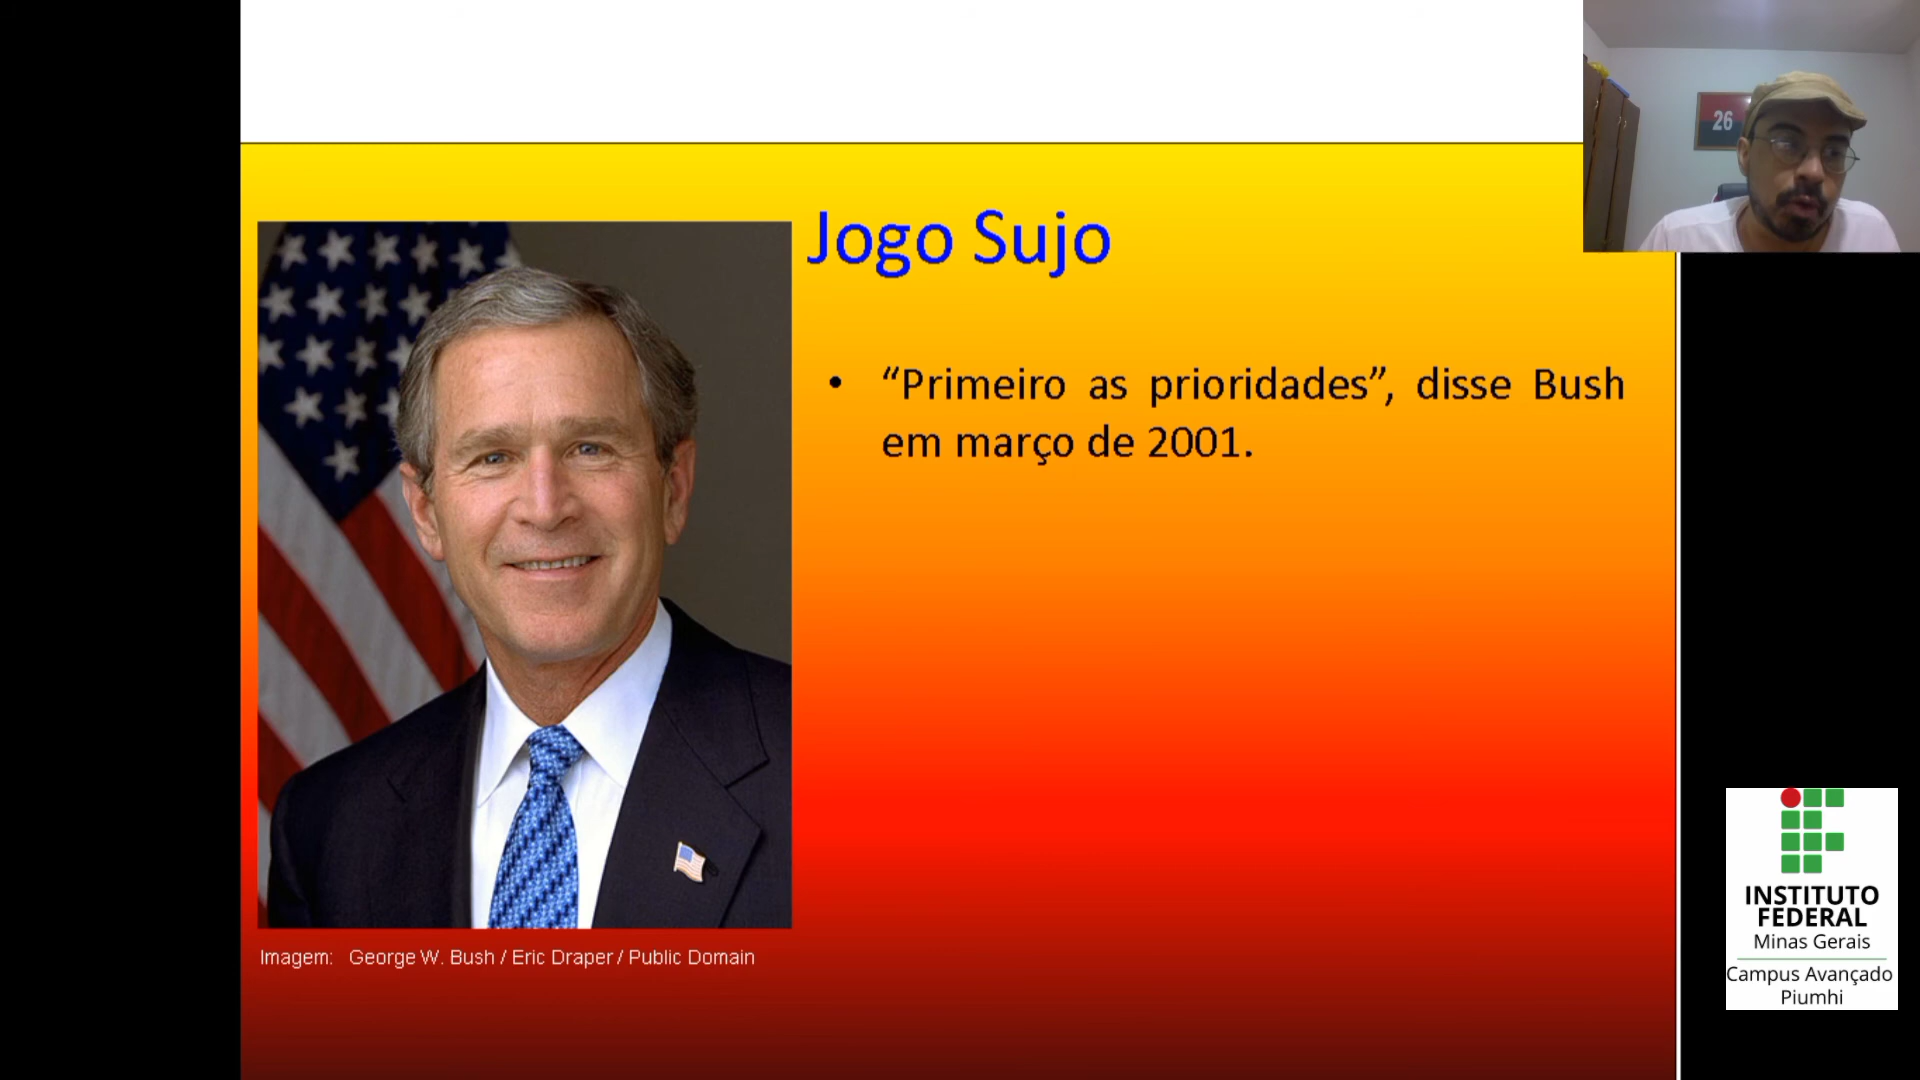 26
Jogo Sujo
• “Primeiro as prioridades”, disse Bush
em março de 2001.
Imagem: George W. Bush / Eric Draper / Public Domain
INSTITUTO
FEDERAL
Minas Gerais
Campus Avançado
Piumhi